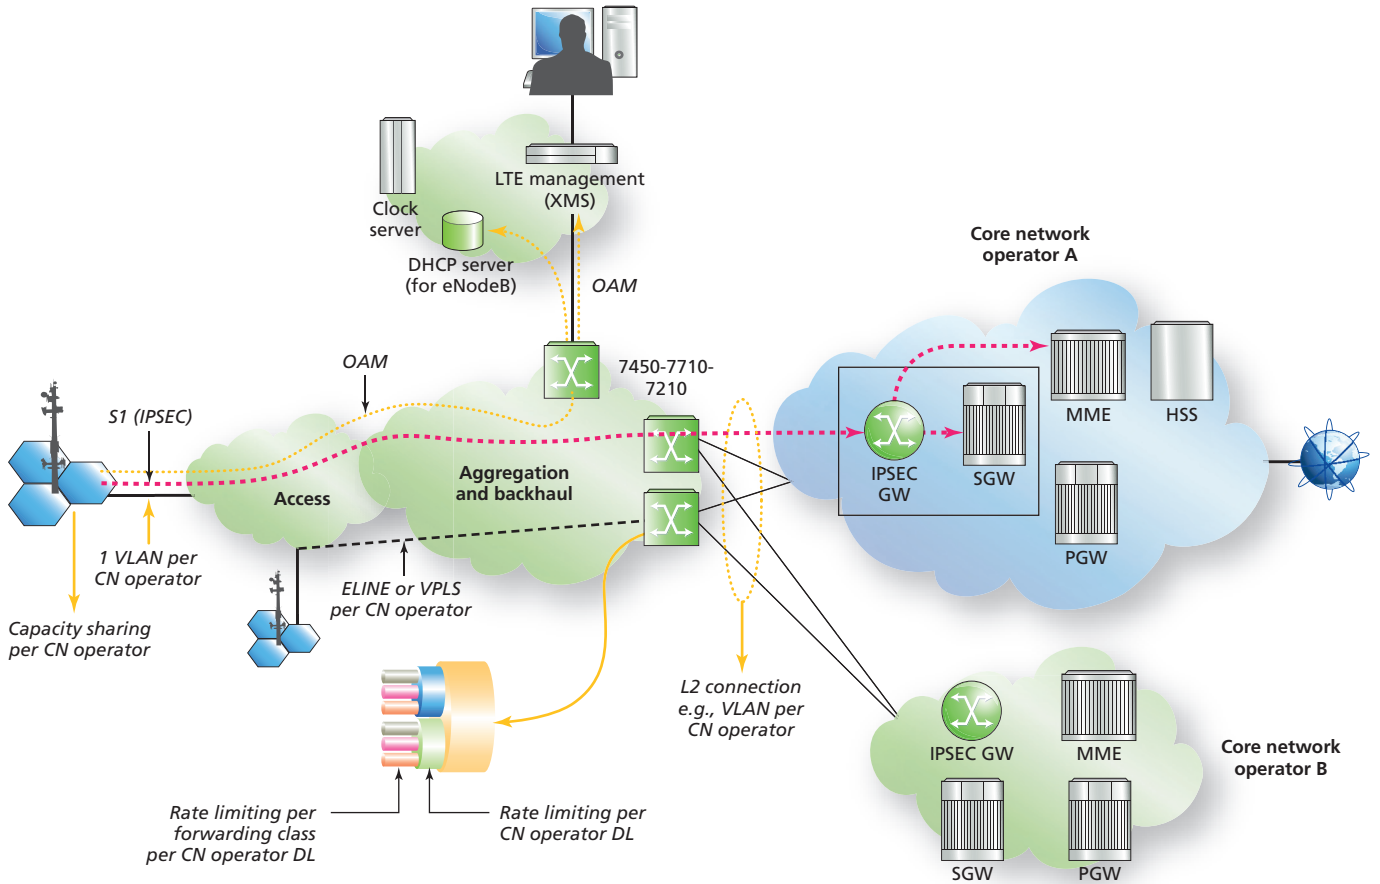 LTE management
(XMS)
Clock
server
DHCP server
(for eNodeB)
OAM
Core network
operator A
7450-7710-
7210
OAM
S1 (IPSEC)
MME
HSS
IPSEC
GW
SGW
PGW
Access
Aggregation
and backhaul
1 VLAN per
CN operator
ELINE or VPLS
per CN operator
Capacity sharing
per CN operator
L2 connection
e.g., VLAN per
CN operator
IPSEC GW
MME
Core network
operator B
SGW
PGW
Rate limiting per
forwarding class
per CN operator DL
Rate limiting per
CN operator DL